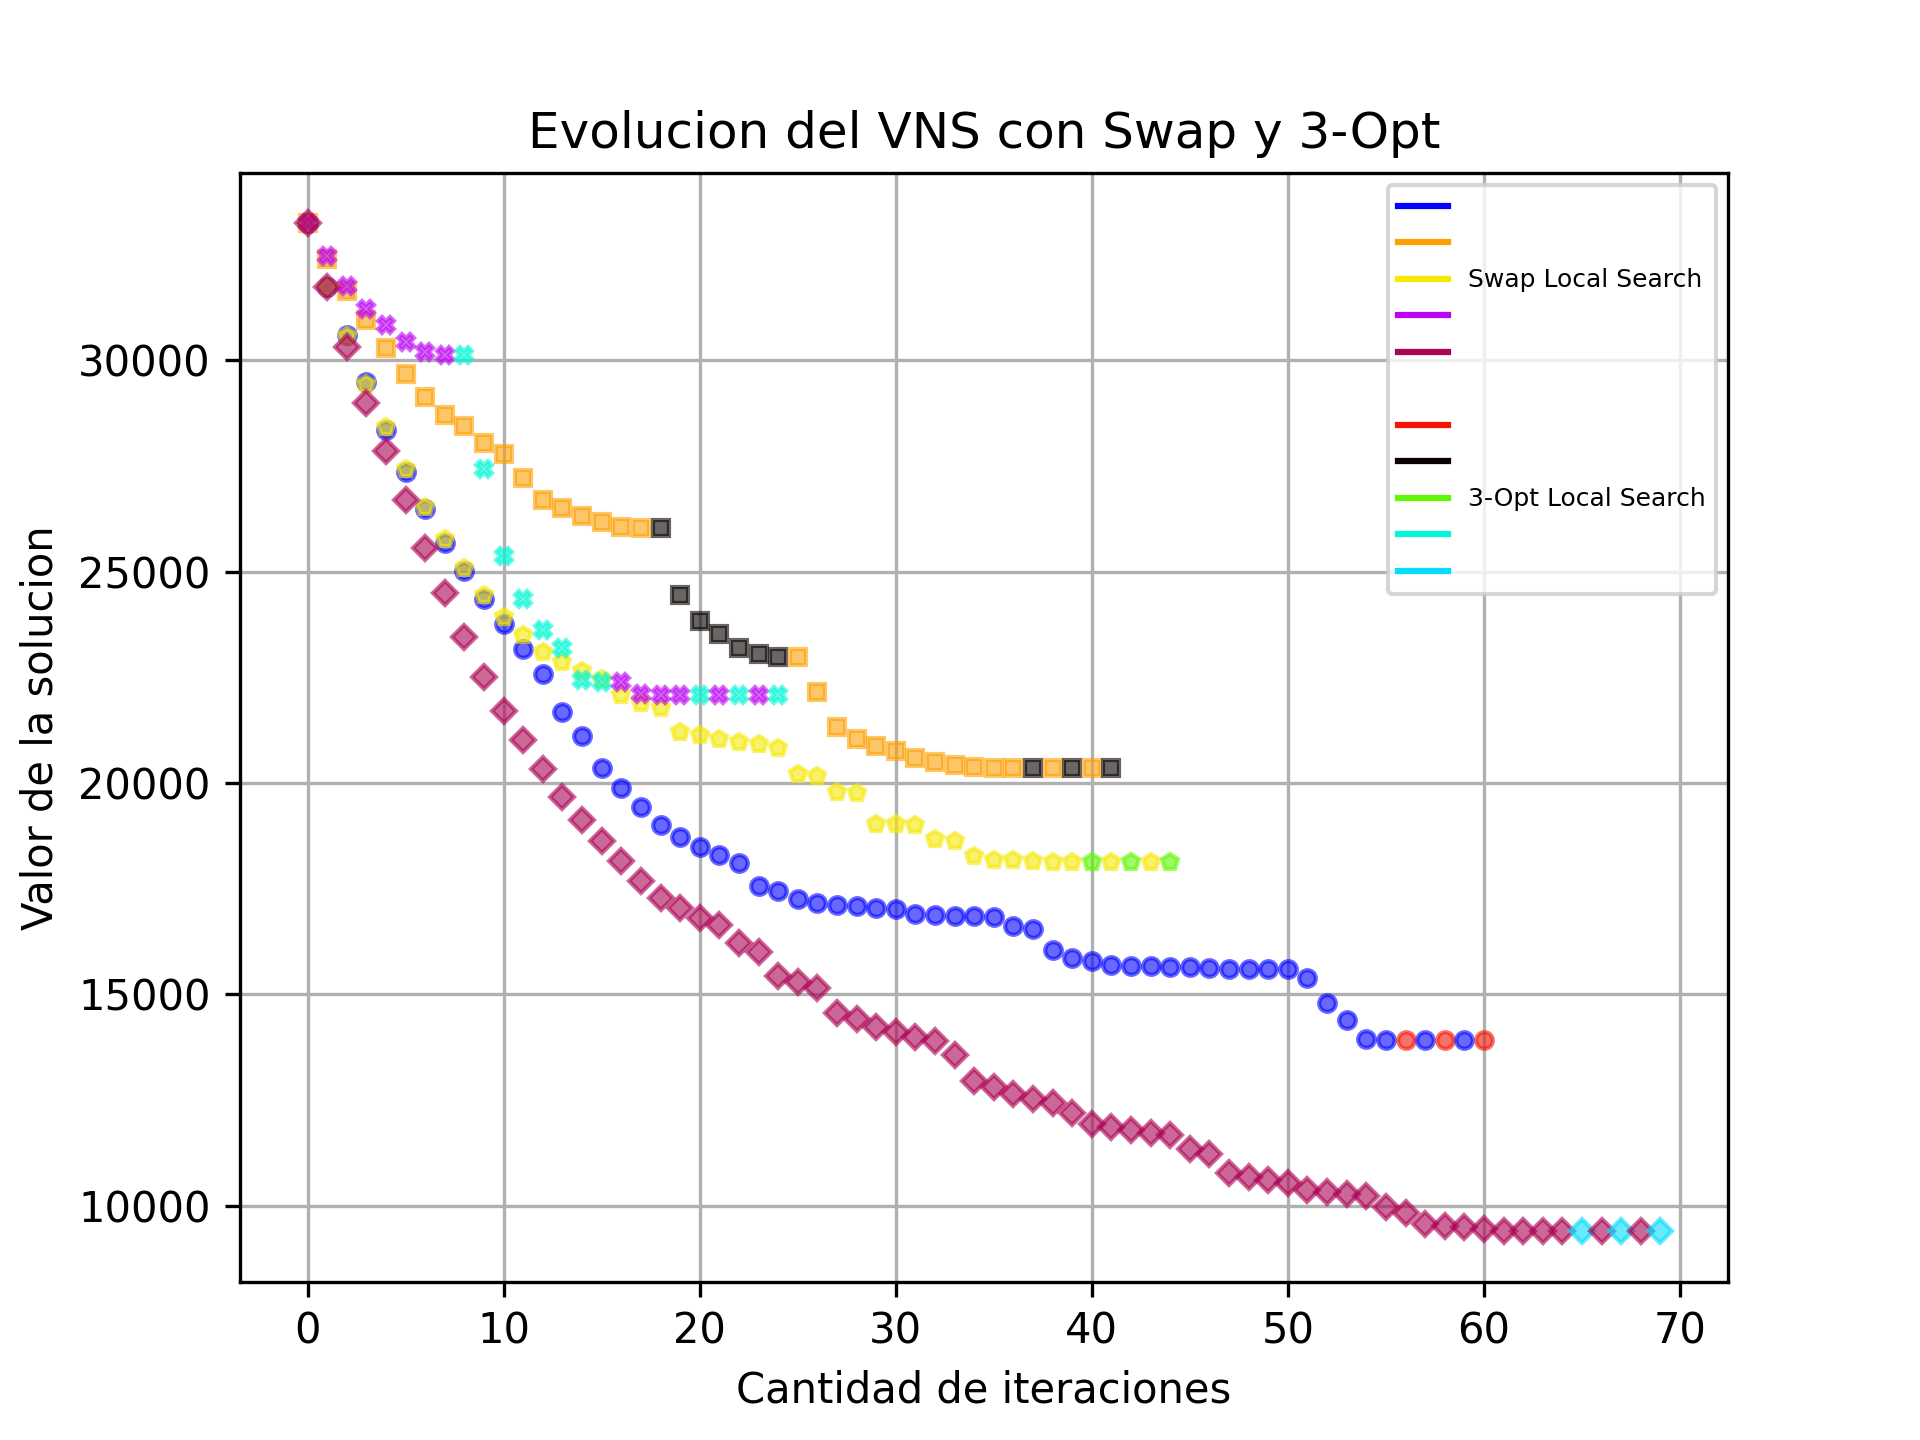 Evolucion del VNS con Swap y 3-Opt
Swap Local Search
3-Opt Local Search
Valor de la solucion
30000
25000
20000
15000
10000
0 10 20 30 40 50 60 70
Cantidad de iteraciones